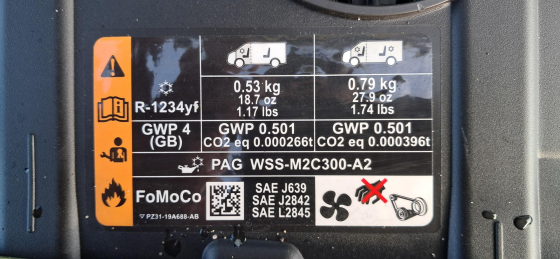 0.53 kg 0.79 kg
R-1234yf 18.7 oz 27.9 oz
1.17 lbs 1.74 lbs
GWP 4 GWP 0.501 GWP 0.501
(GB) CO2 eq 0.000266t CO2 eq 0.000396t
PAG WSS-M2C300-A2
FoMoCo SAE J639
SAE J2842
SAE L2845
PZ31-19A688-AB